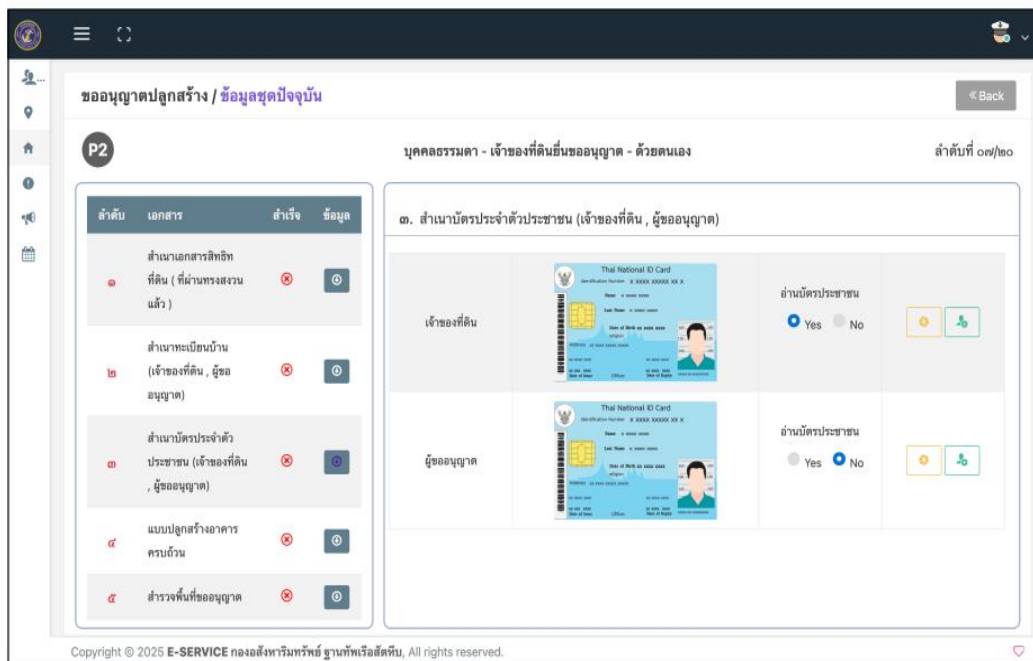 ขออนุญาตปลูกสร้าง / ข้อมูลชุดปัจจุบัน
≪ Back
P2
บุคคลธรรมดา - เจ้าของที่ดินยื่นขออนุญาต - ด้วยตนเอง
ลำดับที่ ๐๗/๒๐
ลำดับ เอกสาร สำเร็จ ข้อมูล
๑
สำเนาเอกสารสิทธิท
ที่ดิน ( ที่ผ่านทรงสงวน
แล้ว )
๒
สำเนาทะเบียนบ้าน
(เจ้าของที่ดิน , ผู้ขอ
อนุญาต)
๓
สำเนาบัตรประจำตัว
ประชาชน (เจ้าของที่ดิน
, ผู้ขออนุญาต)
๔
แบบปลูกสร้างอาคาร
ครบถ้วน
๕
สำรวจพื้นที่ขออนุญาต
๓. สำเนาบัตรประจำตัวประชาชน (เจ้าของที่ดิน , ผู้ขออนุญาต)
เจ้าของที่ดิน
Thai National ID Card
Identification Number X XXXX XXXXX XX X
อ่านบัตรประชาชน
Yes No
ผู้ขออนุญาต
Thai National ID Card
Identification Number X XXXX XXXXX XX X
อ่านบัตรประชาชน
Yes No
Copyright © 2025 E-SERVICE กองอสังหาริมทรัพย์ ฐานทัพเรือสัตหีบ, All rights reserved.